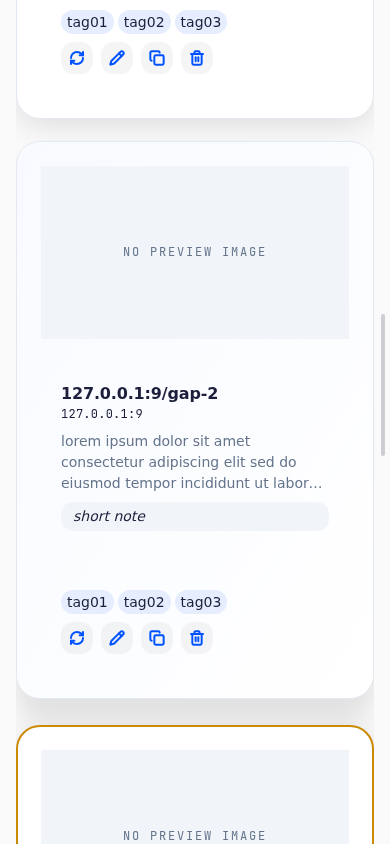 tag01 tag02 tag03
NO PREVIEW IMAGE
127.0.0.1:9/gap-2
127.0.0.1:9
lorem ipsum dolor sit amet
consectetur adipiscing elit sed do
eiusmod tempor incididunt ut labor…
short note
tag01 tag02 tag03
NO PREVIEW IMAGE